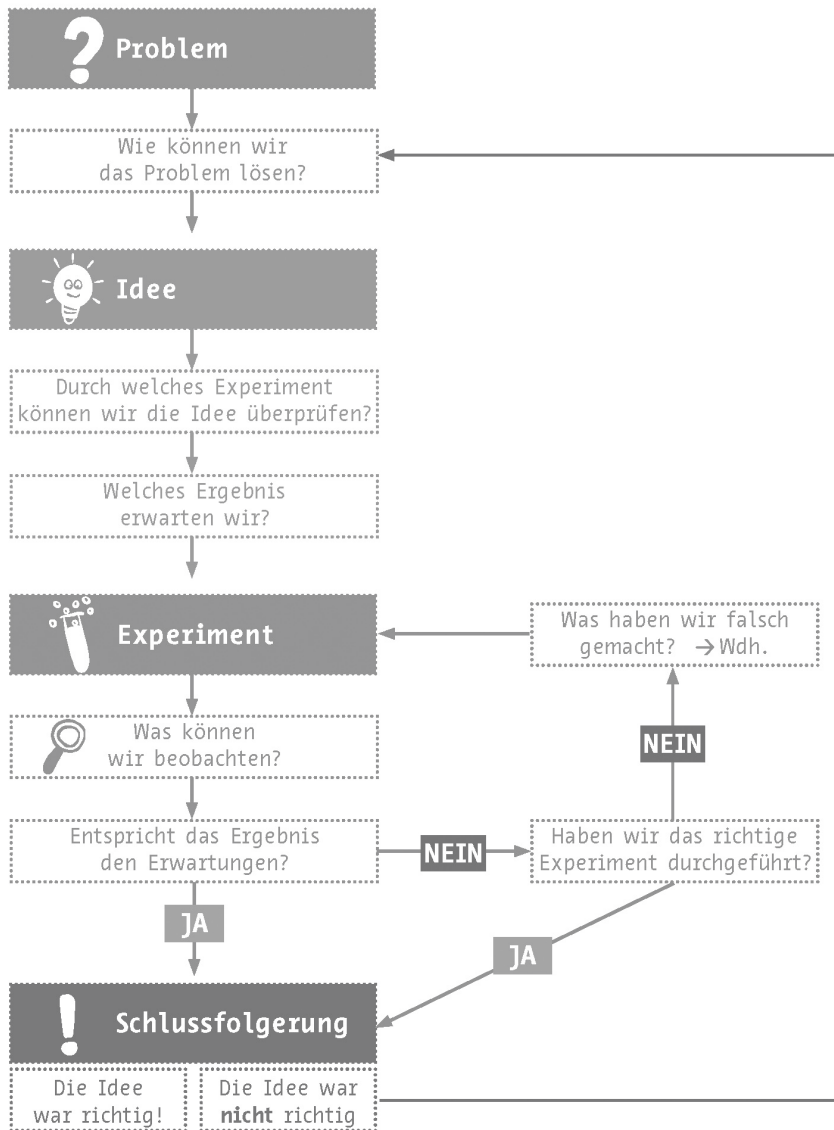 ? Problem
Wie können wir
das Problem lösen?
Idee
Durch welches Experiment
können wir die Idee überprüfen?
Welches Ergebnis
erwarten wir?
Experiment
Was haben wir falsch
gemacht? → Wdh.
Was können
wir beobachten?
NEIN
Entspricht das Ergebnis
den Erwartungen?
NEIN
Haben wir das richtige
Experiment durchgeführt?
JA
JA
! Schlussfolgerung
Die Idee
war richtig!
Die Idee war
nicht richtig